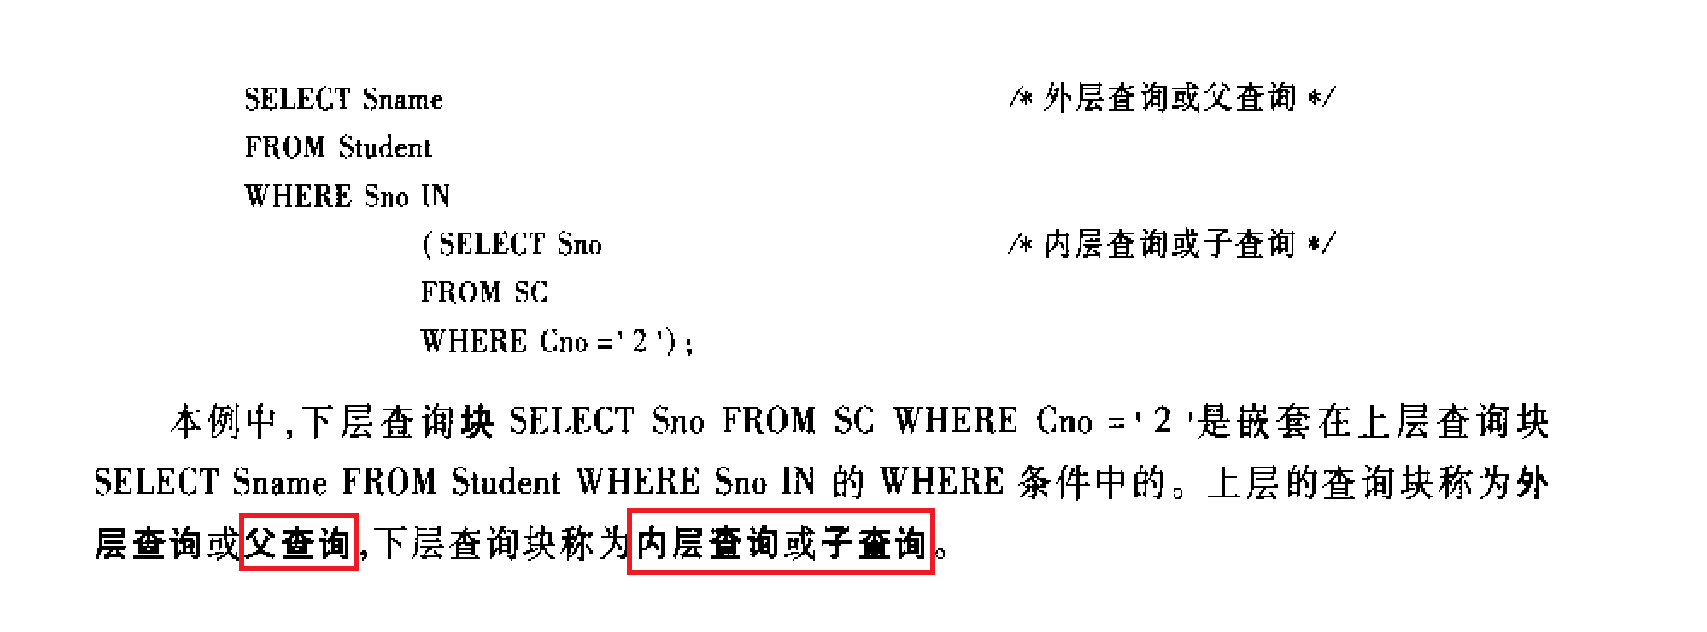 SELECT Sname /* 外层查询或父查询 */
FROM Student
WHERE Sno IN
(SELECT Sno /* 内层查询或子查询 */
FROM SC
WHERE Cno = ' 2 ');
本例中,下层查询块 SELECT Sno FROM SC WHERE Cno = ' 2 '是嵌套在上层查询块
SELECT Sname FROM Student WHERE Sno IN 的 WHERE 条件中的。上层的查询块称为外
层查询或父查询,下层查询块称为内层查询或子查询。